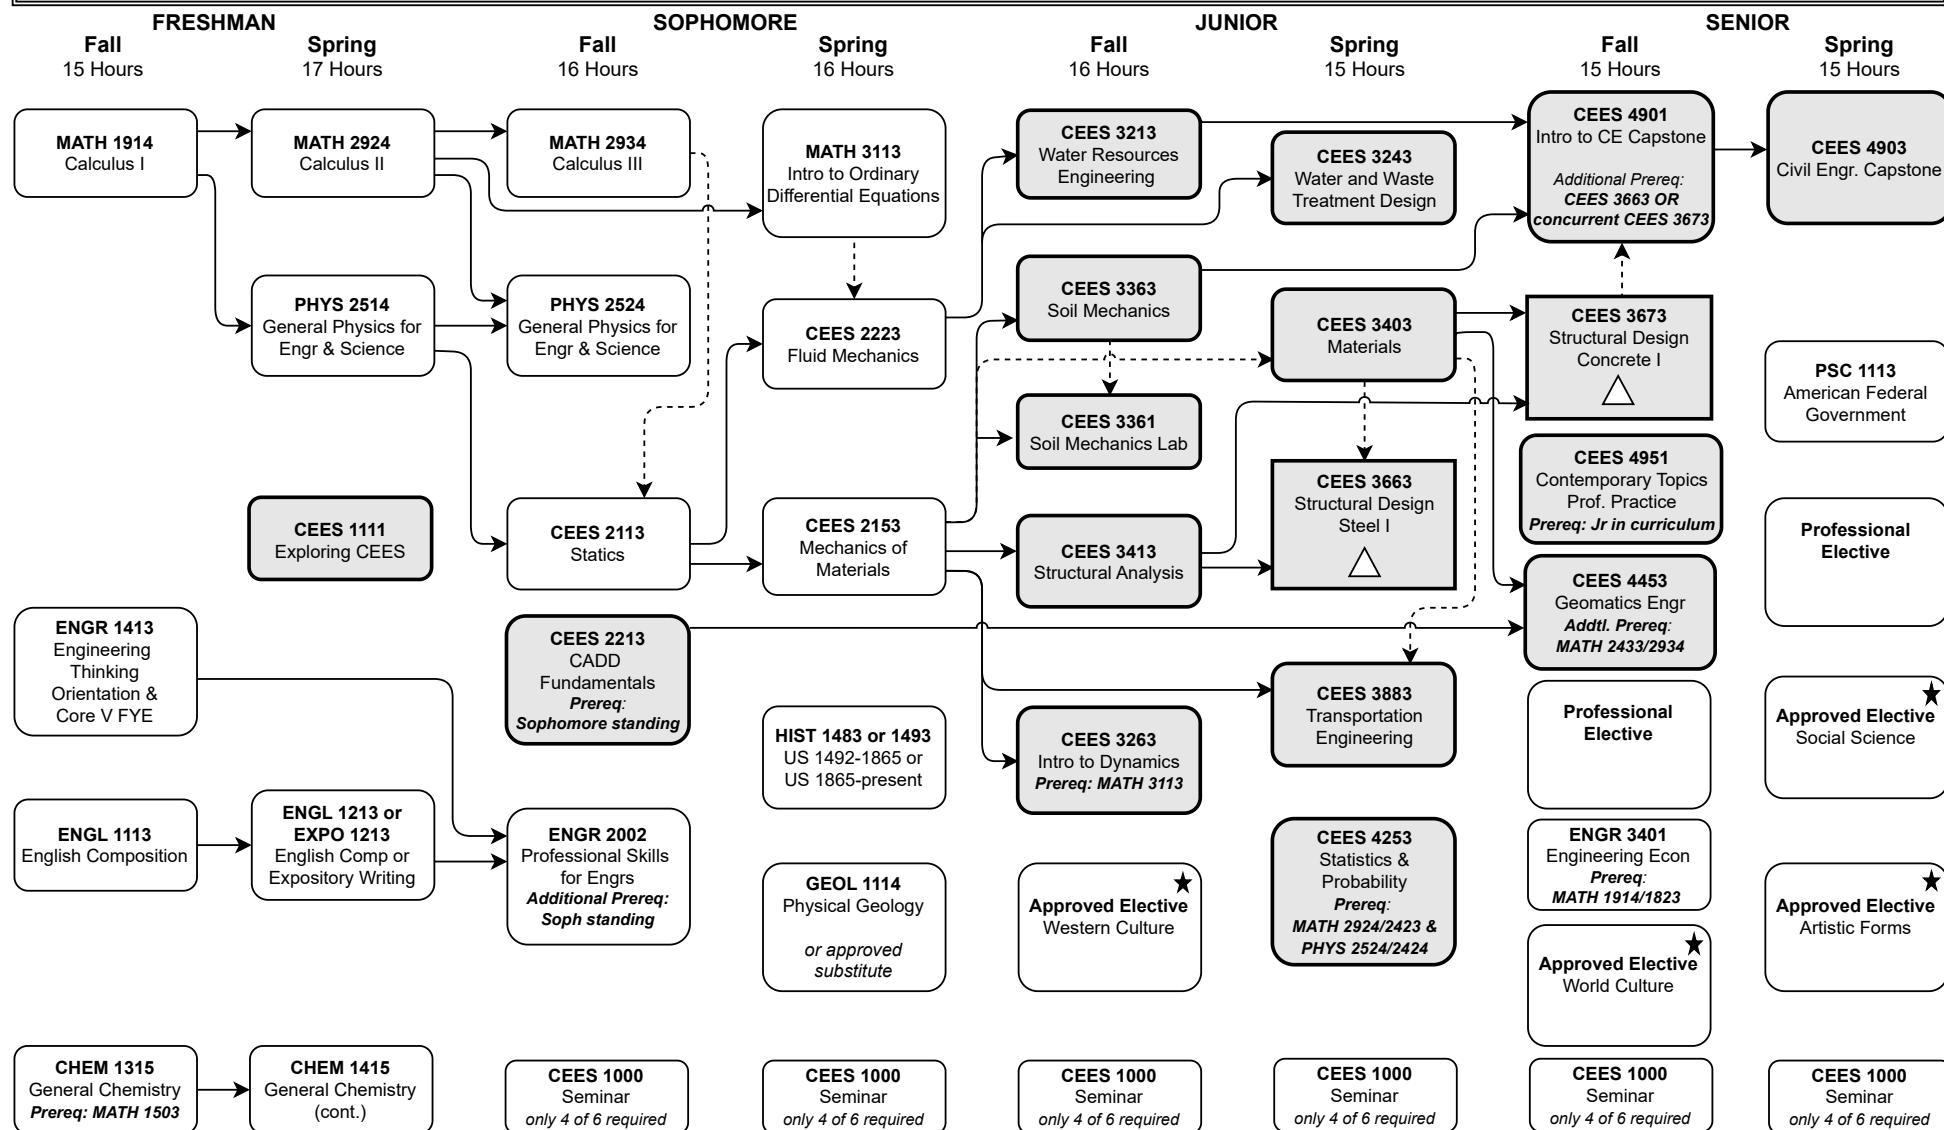 FRESHMAN
SOPHOMORE
JUNIOR
SENIOR
Fall
15 Hours
Spring
17 Hours
Fall
16 Hours
Spring
16 Hours
Fall
16 Hours
Spring
15 Hours
Fall
15 Hours
Spring
15 Hours
MATH 1914
Calculus I
ENGR 1413
Engineering
Thinking
Orientation &
Core V FYE
ENGL 1113
English Composition
CHEM 1315
General Chemistry
Prereq: MATH 1503
MATH 2924
Calculus II
PHYS 2514
General Physics for
Engr & Science
CEES 1111
Exploring CEES
ENGL 1213 or
EXPO 1213
English Comp or
Expository Writing
CHEM 1415
General Chemistry
(cont.)
MATH 2934
Calculus III
PHYS 2524
General Physics for
Engr & Science
CEES 2113
Statics
CEES 2213
CADD
Fundamentals
Prereq:
Sophomore standing
ENGR 2002
Professional Skills
for Engrs
Additional Prereq:
Soph standing
CEES 1000
Seminar
only 4 of 6 required
MATH 3113
Intro to Ordinary
Differential Equations
CEES 2223
Fluid Mechanics
CEES 2153
Mechanics of
Materials
HIST 1483 or 1493
US 1492-1865 or
US 1865-present
GEOL 1114
Physical Geology
or approved
substitute
CEES 1000
Seminar
only 4 of 6 required
CEES 3213
Water Resources
Engineering
CEES 3363
Soil Mechanics
CEES 3361
Soil Mechanics Lab
CEES 3413
Structural Analysis
CEES 3263
Intro to Dynamics
Prereq: MATH 3113
Approved Elective
Western Culture
CEES 1000
Seminar
only 4 of 6 required
CEES 3243
Water and Waste
Treatment Design
CEES 3403
Materials
CEES 3663
Structural Design
Steel I
CEES 3883
Transportation
Engineering
CEES 4253
Statistics &
Probability
Prereq:
MATH 2924/2423 &
PHYS 2524/2424
CEES 1000
Seminar
only 4 of 6 required
CEES 4901
Intro to CE Capstone
Additional Prereq:
CEES 3663 OR
concurrent CEES 3673
CEES 3673
Structural Design
Concrete I
CEES 4951
Contemporary Topics
Prof. Practice
Prereq: Jr in curriculum
CEES 4453
Geomatics Engr
Addtl. Prereq:
MATH 2433/2934
Professional
Elective
ENGR 3401
Engineering Econ
Prereq:
MATH 1914/1823
Approved Elective
World Culture
CEES 1000
Seminar
only 4 of 6 required
CEES 4903
Civil Engr. Capstone
PSC 1113
American Federal
Government
Professional
Elective
Approved Elective
Social Science
Approved Elective
Artistic Forms
CEES 1000
Seminar
only 4 of 6 required